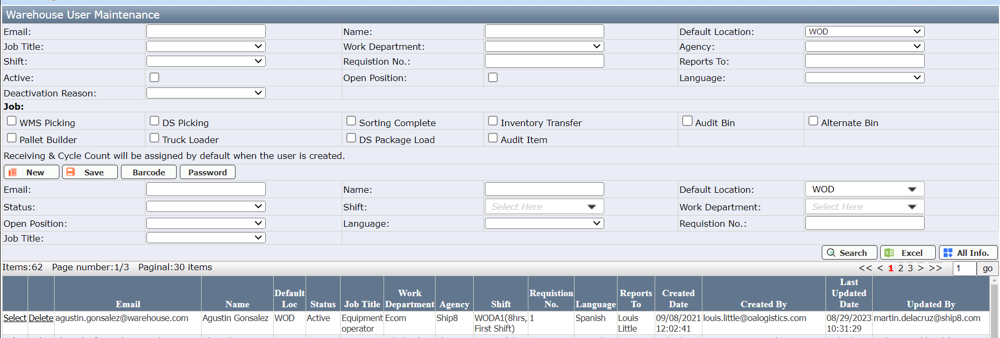 Warehouse User Maintenance
Email: Name: Default Location: WOD
Job Title: Work Department: Agency:
Shift: Requistion No.: Reports To:
Active: Open Position: Language:
Deactivation Reason:
Job:
WMS Picking DS Picking Sorting Complete Inventory Transfer Audit Bin Alternate Bin
Pallet Builder Truck Loader DS Package Load Audit Item
Receiving & Cycle Count will be assigned by default when the user is created.
New Save Barcode Password
Email: Name: Default Location: WOD
Status: Shift: Select Here Work Department: Select Here
Open Position: Language: Requistion No.:
Job Title:
Search Excel All Info.
Items:62 Page number:1/3 Paginal:30 items << < 1 2 3 > >> 1 go
Email Name Default Loc Status Job Title Work Department Agency Shift Requistion No. Language Reports To Created Date Created By Last Updated Date Updated By
Select Delete agustin.gonsalez@warehouse.com Agustin Gonsalez WOD Active Equipment operator Ecom Ship8 WODA1(8hrs, First Shift) 1 Spanish Louis Little 09/08/2021 12:02:41 louis.little@oalogistics.com 08/29/2023 10:31:29 martin.delacruz@ship8.com